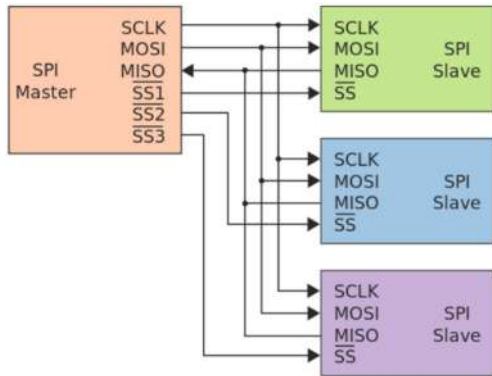 SPI
Master
SCLK
MOSI
MISO
SS1
SS2
SS3
SCLK
MOSI
MISO
SS
SPI
Slave
SCLK
MOSI
MISO
SS
SPI
Slave
SCLK
MOSI
MISO
SS
SPI
Slave